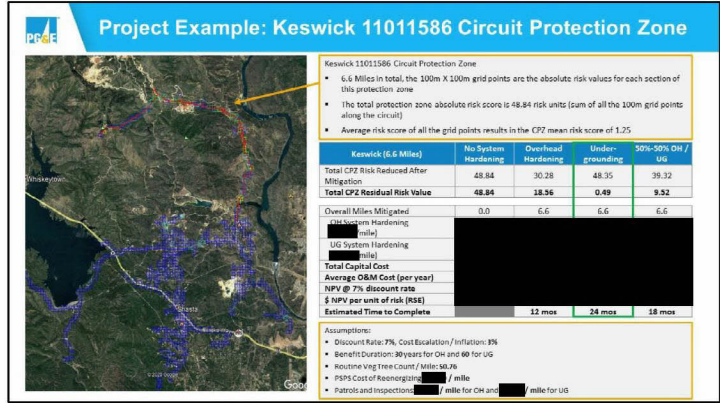 PG&E
Project Example: Keswick 11011586 Circuit Protection Zone
Keswick 11011586 Circuit Protection Zone
▪ 6.6 Miles in total, the 100m X 100m grid points are the absolute risk values for each section of
this protection zone
▪ The total protection zone absolute risk score is 48.84 risk units (sum of all the 100m grid points
along the circuit)
▪ Average risk score of all the grid points results in the CPZ mean risk score of 1.25
Keswick (6.6 Miles) No System Hardening Overhead Hardening Under-grounding 50%-50% OH / UG
Total CPZ Risk Reduced After Mitigation 48.84 30.28 48.35 39.32
Total CPZ Residual Risk Value 48.84 18.56 0.49 9.52
Overall Miles Mitigated 0.0 6.6 6.6 6.6
OH System Hardening
/mile)
UG System Hardening
mile)
Total Capital Cost
Average O&M Cost (per year)
NPV @ 7% discount rate
$ NPV per unit of risk (RSE)
Estimated Time to Complete 12 mos 24 mos 18 mos
Assumptions:
▪ Discount Rate: 7%, Cost Escalation / Inflation: 3%
▪ Benefit Duration: 30 years for OH and 60 for UG
▪ Routine Veg Tree Count / Mile: 50.76
▪ PSPS Cost of Reenergizing / mile
▪ Patrols and Inspections: / mile for OH and / mile for UG
Whiskeytown
Shasta
Goo